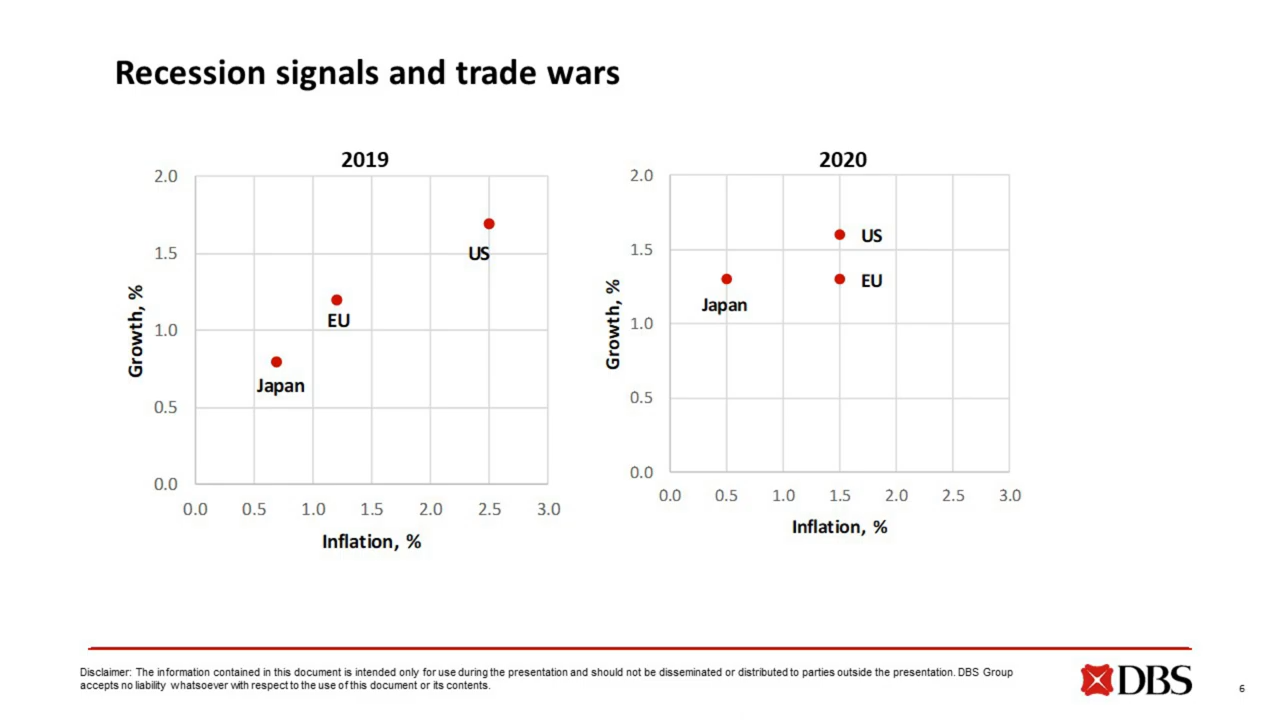 Recession signals and trade wars
2019
2.0
1.5
1.0
0.5
0.0
Growth, %
US
EU
Japan
0.0 0.5 1.0 1.5 2.0 2.5 3.0
Inflation, %
2020
2.0
1.5
1.0
0.5
0.0
Growth, %
US
EU
Japan
0.0 0.5 1.0 1.5 2.0 2.5 3.0
Inflation, %
Disclaimer: The information contained in this document is intended only for use during the presentation and should not be disseminated or distributed to parties outside the presentation. DBS Group
accepts no liability whatsoever with respect to the use of this document or its contents.
DBS
6